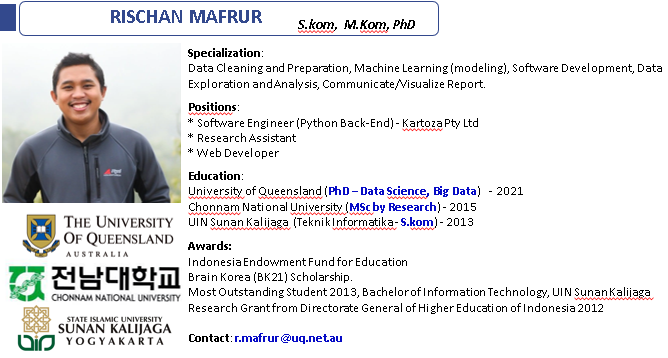 RISCHAN MAFRUR S.kom, M.Kom, PhD
Specialization:
Data Cleaning and Preparation, Machine Learning (modeling), Software Development, Data
Exploration and Analysis, Communicate/Visualize Report.
Positions:
* Software Engineer (Python Back-End) - Kartoza Pty Ltd
* Research Assistant
* Web Developer
Education:
University of Queensland (PhD – Data Science, Big Data) - 2021
Chonnam National University (MSc by Research) - 2015
UIN Sunan Kalijaga (Teknik Informatika- S.kom) - 2013
Awards:
Indonesia Endowment Fund for Education
Brain Korea (BK21) Scholarship.
Most Outstanding Student 2013, Bachelor of Information Technology, UIN Sunan Kalijaga
Research Grant from Directorate General of Higher Education of Indonesia 2012
Contact: r.mafrur@uq.net.au
THE UNIVERSITY
OF QUEENSLAND
AUSTRALIA
전남대학교
CHONNAM NATIONAL UNIVERSITY
STATE ISLAMIC UNIVERSITY
SUNAN KALIJAGA
YOGYAKARTA